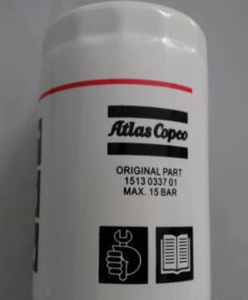 Atlas Copco
ORIGINAL PART
1513 0337 01
MAX. 15 BAR